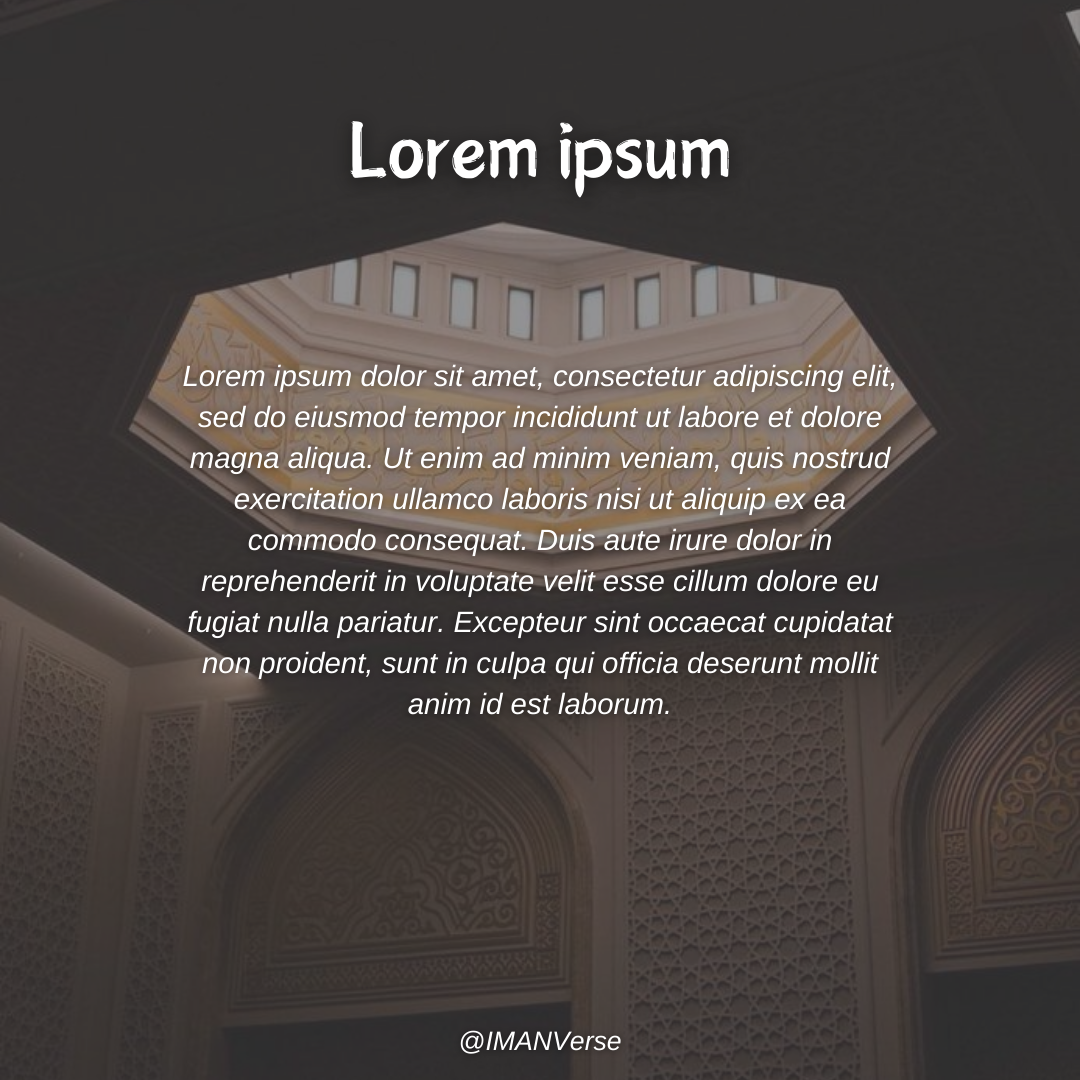 Lorem ipsum
Lorem ipsum dolor sit amet, consectetur adipiscing elit,
sed do eiusmod tempor incididunt ut labore et dolore
magna aliqua. Ut enim ad minim veniam, quis nostrud
exercitation ullamco laboris nisi ut aliquip ex ea
commodo consequat. Duis aute irure dolor in
reprehenderit in voluptate velit esse cillum dolore eu
fugiat nulla pariatur. Excepteur sint occaecat cupidatat
non proident, sunt in culpa qui officia deserunt mollit
anim id est laborum.
@IMANVerse